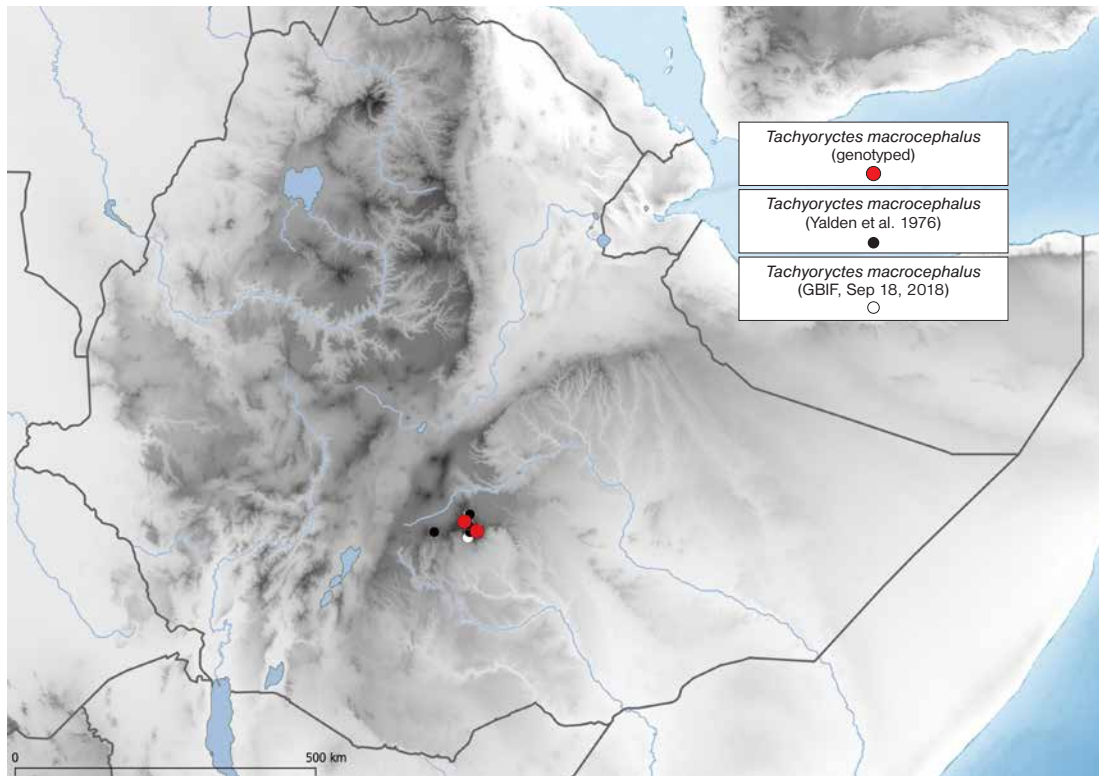 Tachyoryctes macrocephalus
(genotyped)
Tachyoryctes macrocephalus
(Yalden et al. 1976)
Tachyoryctes macrocephalus
(GBIF, Sep 18, 2018)
0
500 km